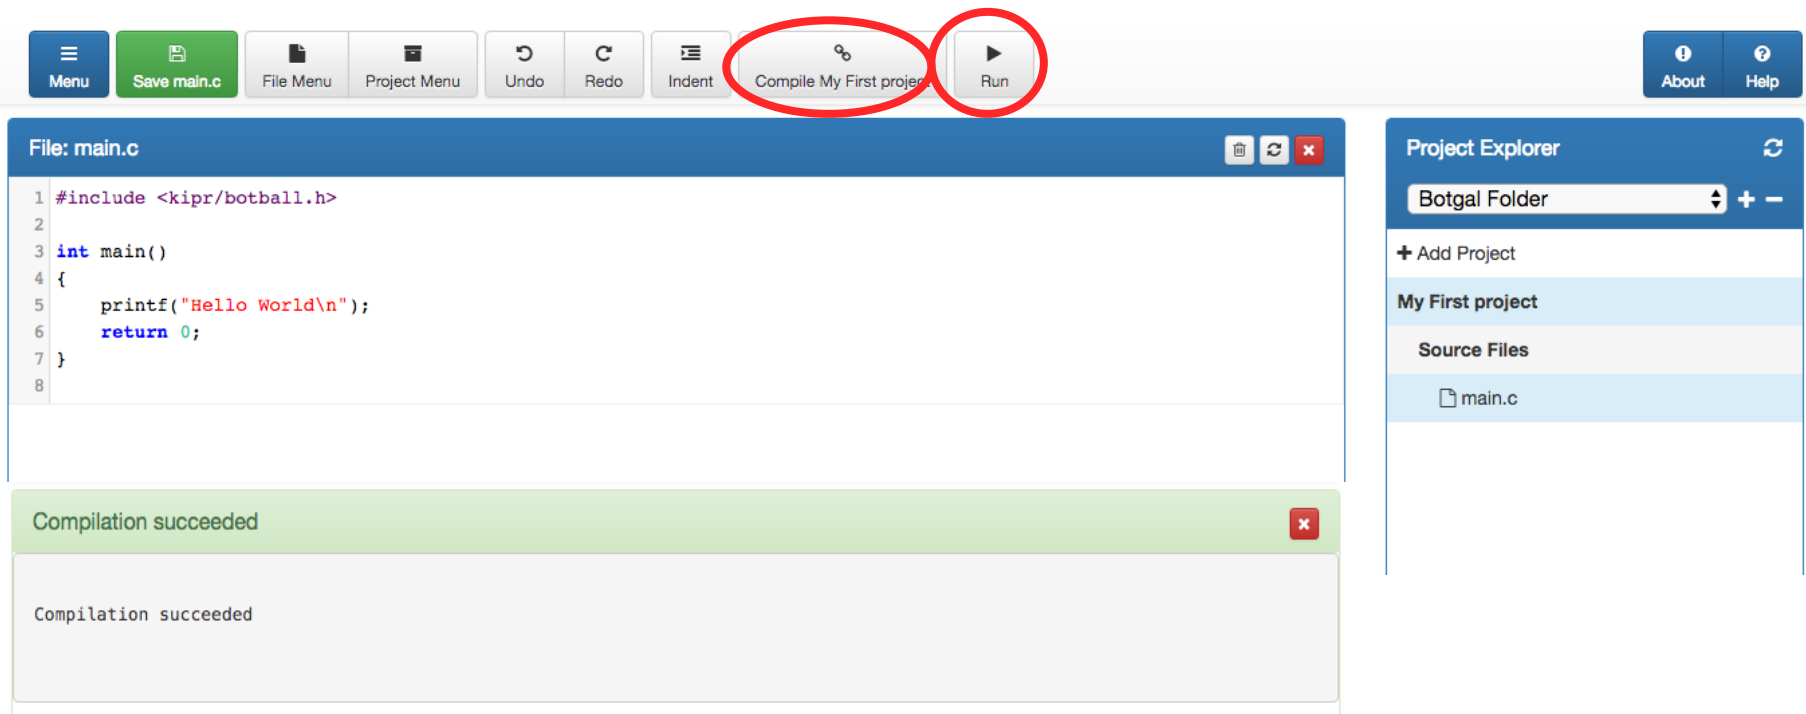 Menu
Save main.c
File Menu
Project Menu
Undo
Redo
Indent
Compile My First project
Run
About
Help
File: main.c
1 #include <kipr/botball.h>
2
3 int main()
4 {
5     printf("Hello World\n");
6     return 0;
7 }
8
Compilation succeeded
Compilation succeeded
Project Explorer
Botgal Folder
Add Project
My First project
Source Files
main.c